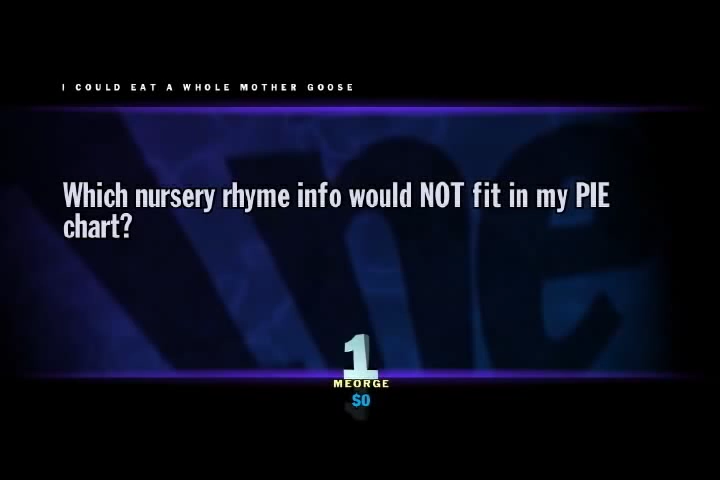 I COULD EAT A WHOLE MOTHER GOOSE
Which nursery rhyme info would NOT fit in my PIE
chart?
1
MEORGE
$0